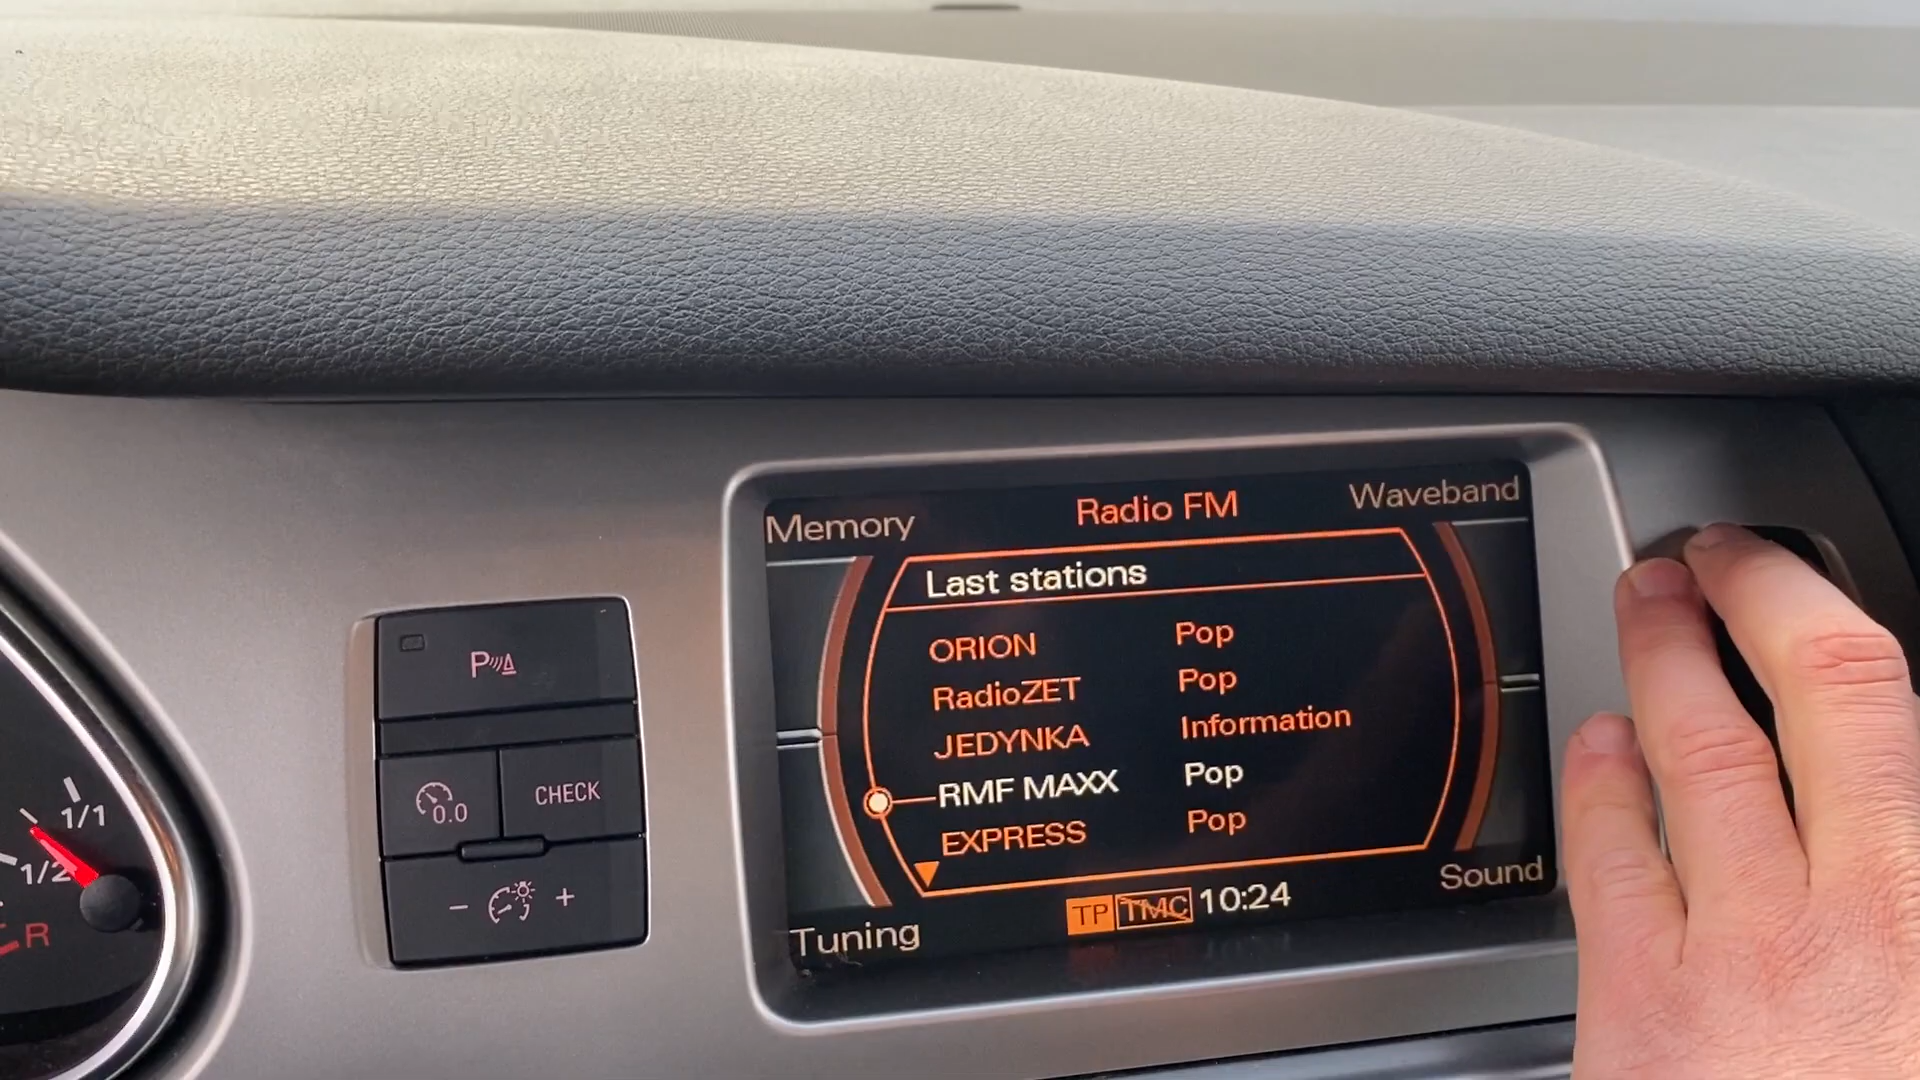 Memory
Radio FM
Waveband
Last stations
ORION Pop
RadioZET Pop
JEDYNKA Information
RMF MAXX Pop
EXPRESS Pop
Tuning
TP TMC 10:24
Sound
P
0.0
CHECK
- +
1/1
1/2
R